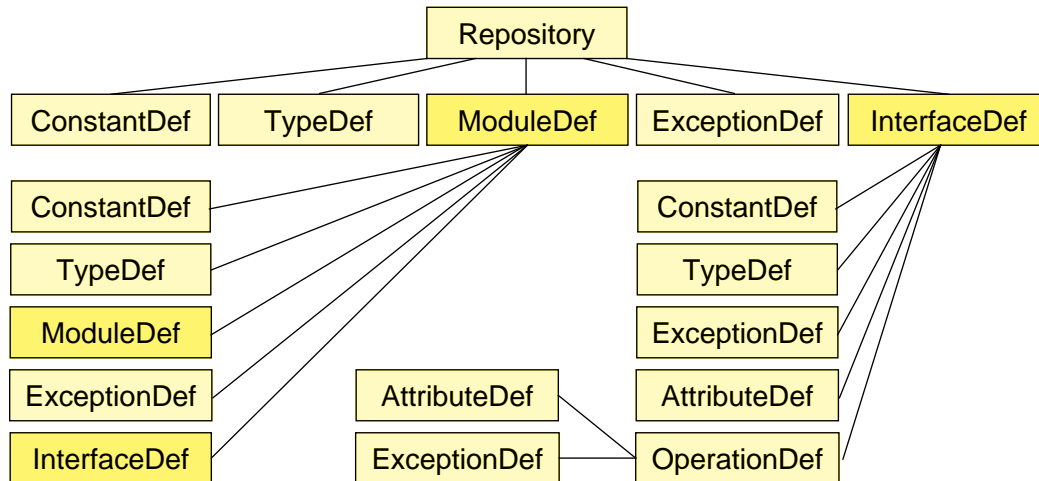 Repository
ConstantDef
TypeDef
ModuleDef
ExceptionDef
InterfaceDef
ConstantDef
TypeDef
ModuleDef
ExceptionDef
InterfaceDef
ConstantDef
TypeDef
ExceptionDef
AttributeDef
OperationDef
AttributeDef
ExceptionDef